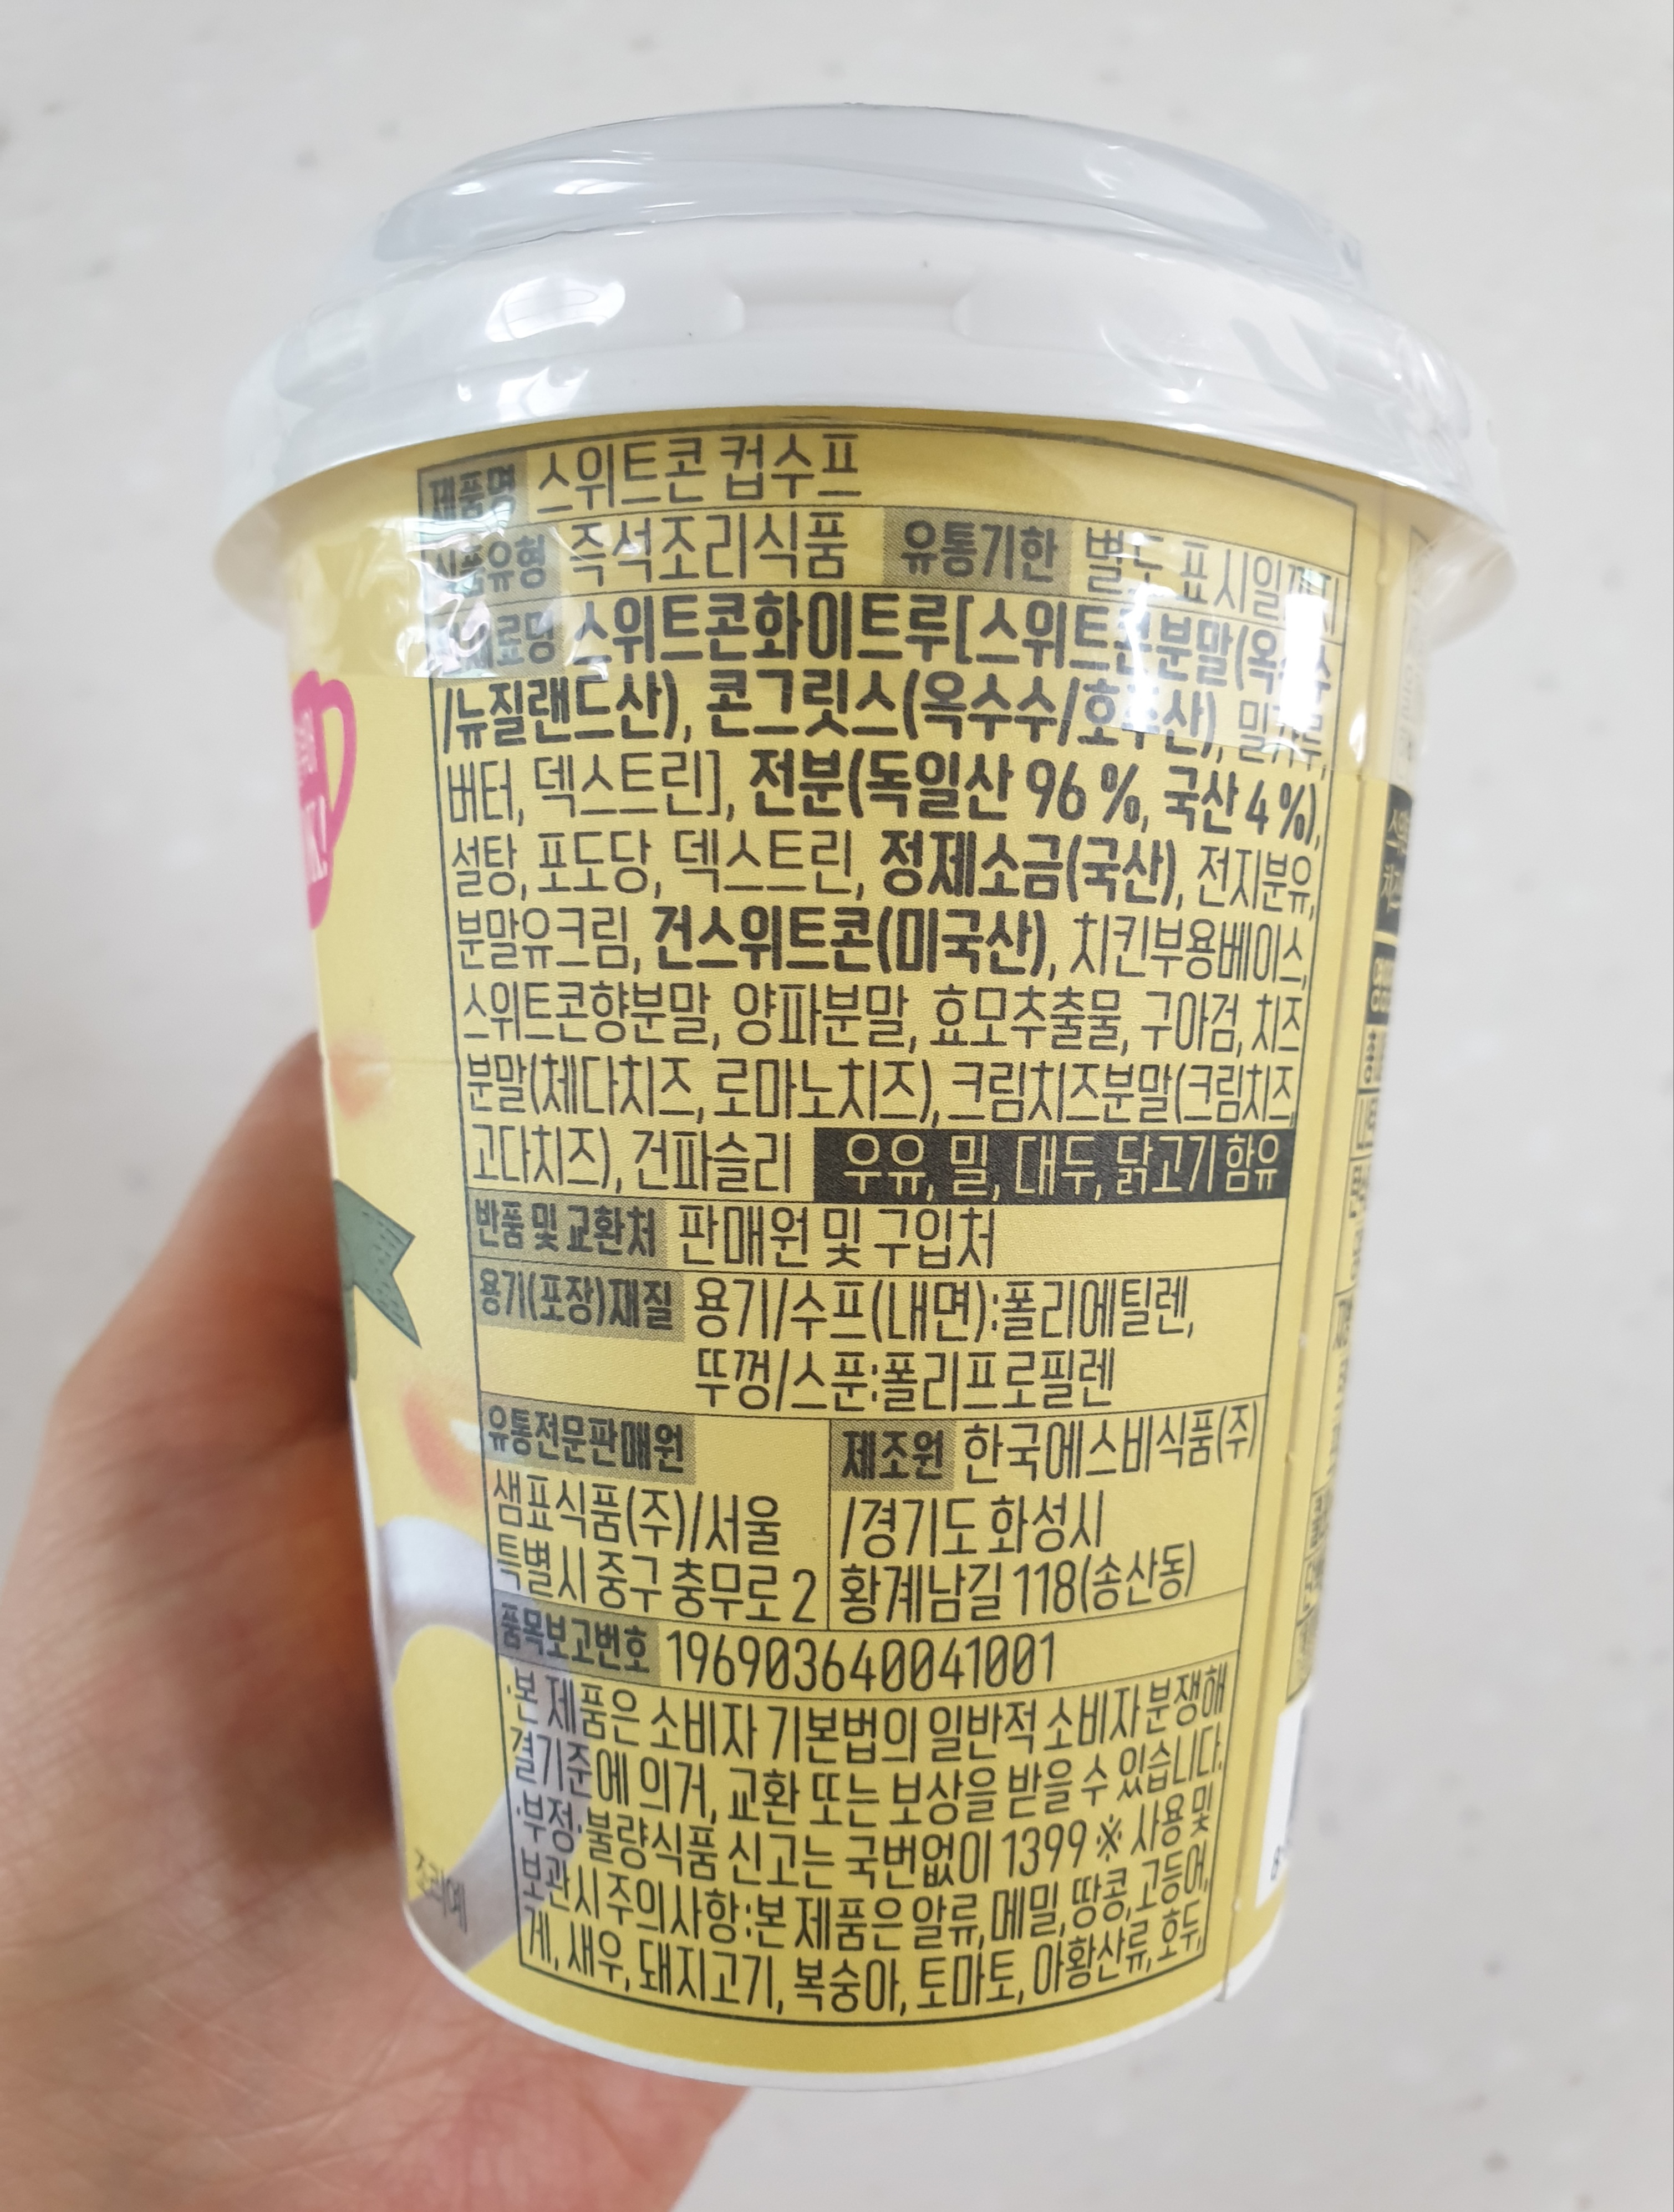 제품명 스위트콘 컵수프
식품유형 즉석조리식품 유통기한 별도 표시일까지
원재료명 스위트콘화이트루[스위트콘분말(옥수수
/뉴질랜드산), 콘그릿스(옥수수/호주산), 밀가루,
버터, 덱스트린], 전분(독일산 96 %, 국산 4 %),
설탕, 포도당, 덱스트린, 정제소금(국산), 전지분유,
분말유크림, 건스위트콘(미국산), 치킨부용베이스,
스위트콘향분말, 양파분말, 효모추출물, 구아검, 치즈
분말(체다치즈, 로마노치즈), 크림치즈분말(크림치즈,
고다치즈), 건파슬리 우유, 밀, 대두, 닭고기 함유
반품 및 교환처 판매원 및 구입처
용기(포장)재질 용기/수프(내면):폴리에틸렌,
뚜껑/스푼:폴리프로필렌
유통전문판매원
샘표식품(주)/서울
특별시 중구 충무로 2
제조원 한국에스비식품(주)
/경기도 화성시
황계남길 118(송산동)
품목보고번호 196903640041001
·본 제품은 소비자 기본법의 일반적 소비자 분쟁해
결기준에 의거, 교환 또는 보상을 받을 수 있습니다.
·부정·불량식품 신고는 국번없이 1399 ※ 사용 및
보관시 주의사항:본 제품은 알류, 메밀, 땅콩, 고등어,
게, 새우, 돼지고기, 복숭아, 토마토, 아황산류, 호두,
조리예